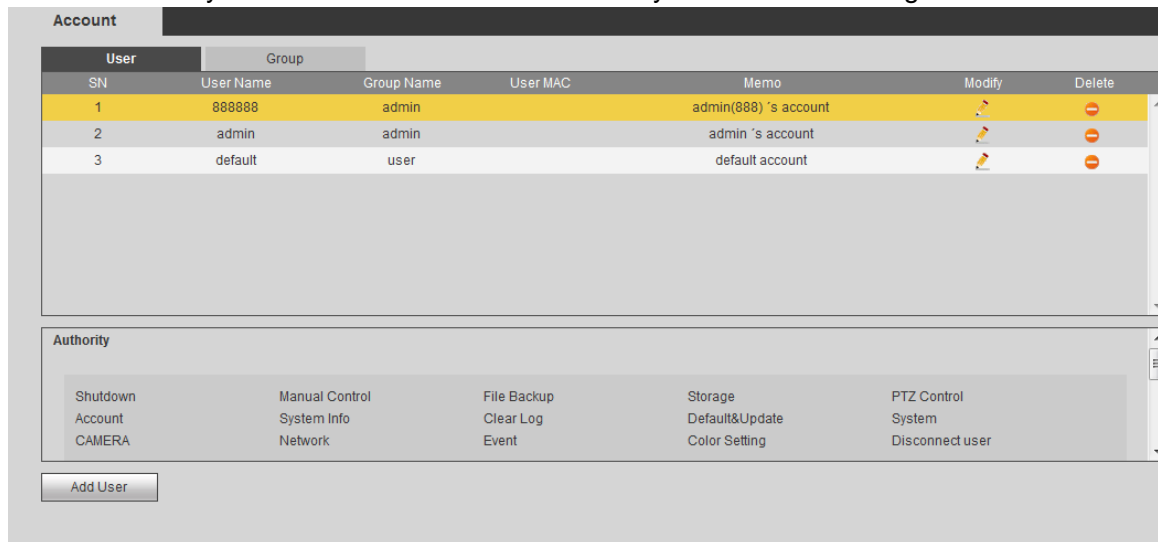 Account
User Group
SN User Name Group Name User MAC Memo Modify Delete
1 888888 admin admin(888) ´s account
2 admin admin admin ´s account
3 default user default account
Authority
Shutdown Manual Control File Backup Storage PTZ Control
Account System Info Clear Log Default&Update System
CAMERA Network Event Color Setting Disconnect user
Add User